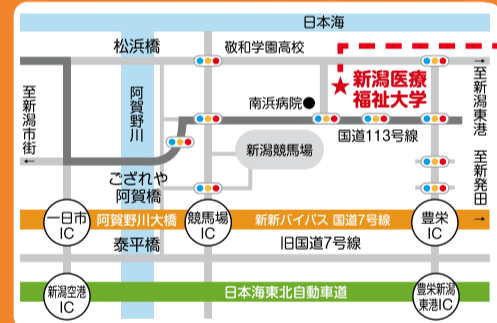 日本海
松浜橋
敬和学園高校
至新潟市街
阿賀野川
南浜病院
新潟医療
福祉大学
至新潟東港
国道113号線
新潟競馬場
ござれや
阿賀橋
至新発田
一日市
IC
阿賀野川大橋
競馬場
IC
新新バイパス 国道7号線
豊栄
IC
泰平橋
旧国道7号線
新潟空港
IC
日本海東北自動車道
豊栄新潟
東港IC